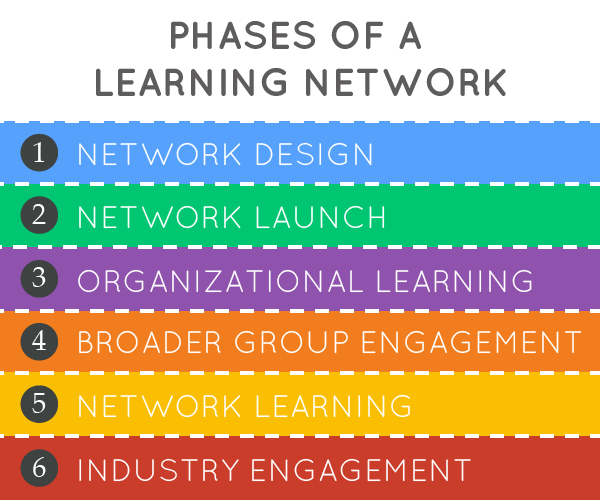 PHASES OF A
LEARNING NETWORK
1 NETWORK DESIGN
2 NETWORK LAUNCH
3 ORGANIZATIONAL LEARNING
4 BROADER GROUP ENGAGEMENT
5 NETWORK LEARNING
6 INDUSTRY ENGAGEMENT